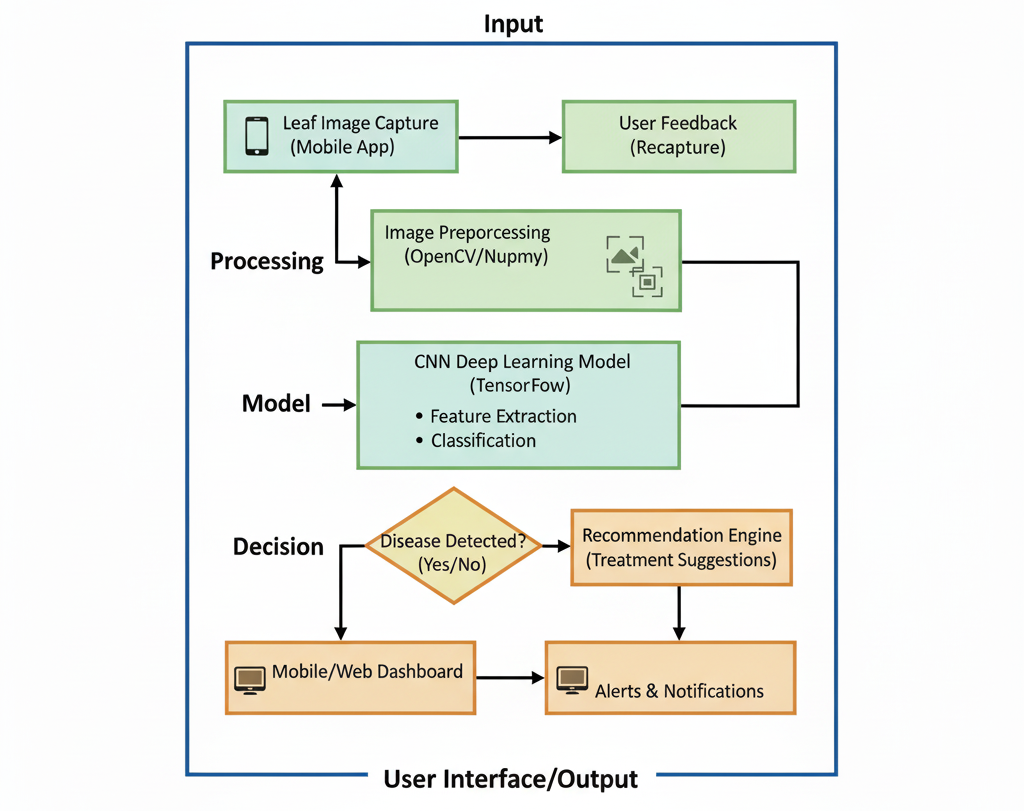 Input
Leaf Image Capture
(Mobile App)
User Feedback
(Recapture)
Processing
Image Preporcessing
(OpenCV/Nupmy)
Model
CNN Deep Learning Model
(TensorFow)
• Feature Extraction
• Classification
Decision
Disease Detected?
(Yes/No)
Recommendation Engine
(Treatment Suggestions)
Mobile/Web Dashboard
Alerts & Notifications
User Interface/Output